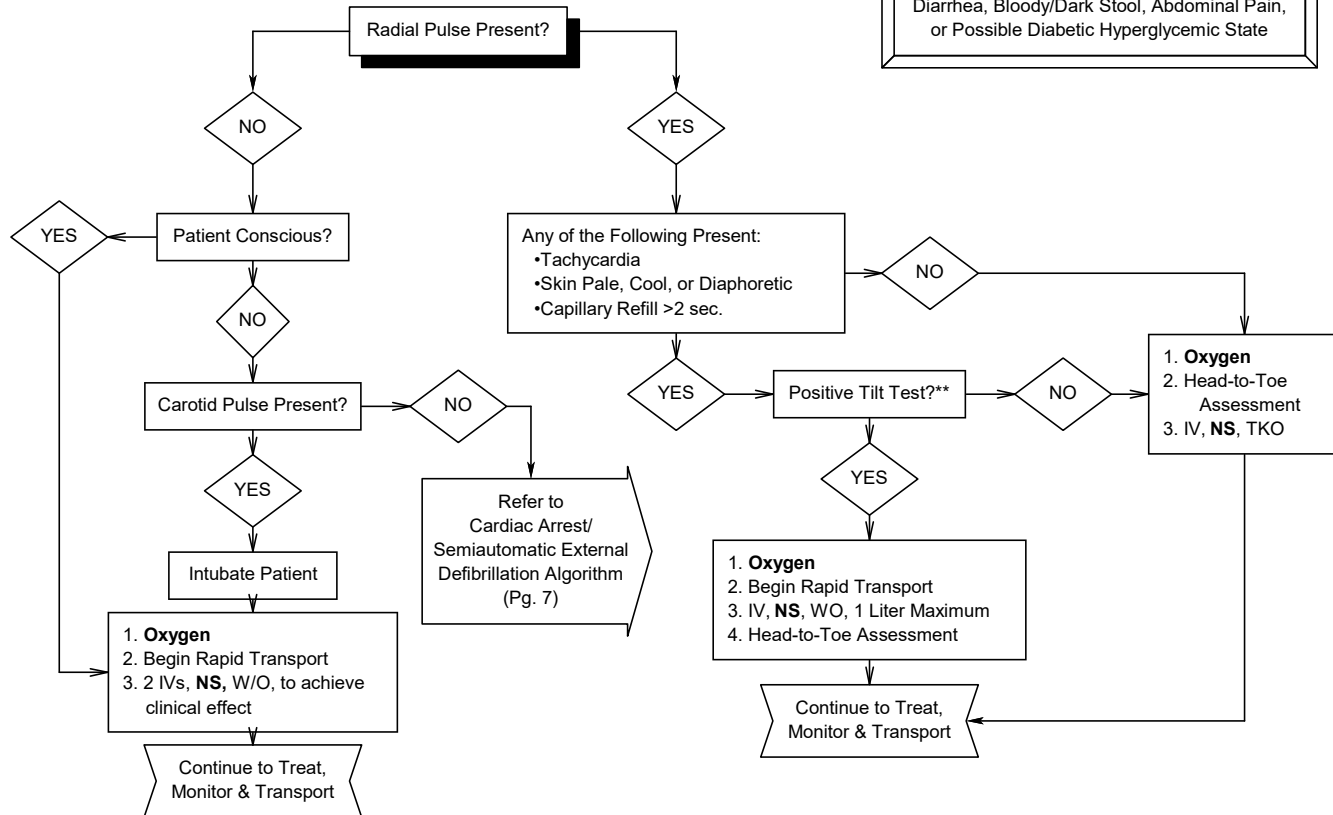 Diarrhea, Bloody/Dark Stool, Abdominal Pain,
or Possible Diabetic Hyperglycemic State
Radial Pulse Present?
NO
YES
YES
Patient Conscious?
Any of the Following Present:
•Tachycardia
•Skin Pale, Cool, or Diaphoretic
•Capillary Refill >2 sec.
NO
NO
Carotid Pulse Present?
NO
YES
Positive Tilt Test?**
NO
1. Oxygen
2. Head-to-Toe
Assessment
3. IV, NS, TKO
YES
YES
Refer to
Cardiac Arrest/
Semiautomatic External
Defibrillation Algorithm
(Pg. 7)
Intubate Patient
1. Oxygen
2. Begin Rapid Transport
3. IV, NS, WO, 1 Liter Maximum
4. Head-to-Toe Assessment
1. Oxygen
2. Begin Rapid Transport
3. 2 IVs, NS, W/O, to achieve
clinical effect
Continue to Treat,
Monitor & Transport
Continue to Treat,
Monitor & Transport